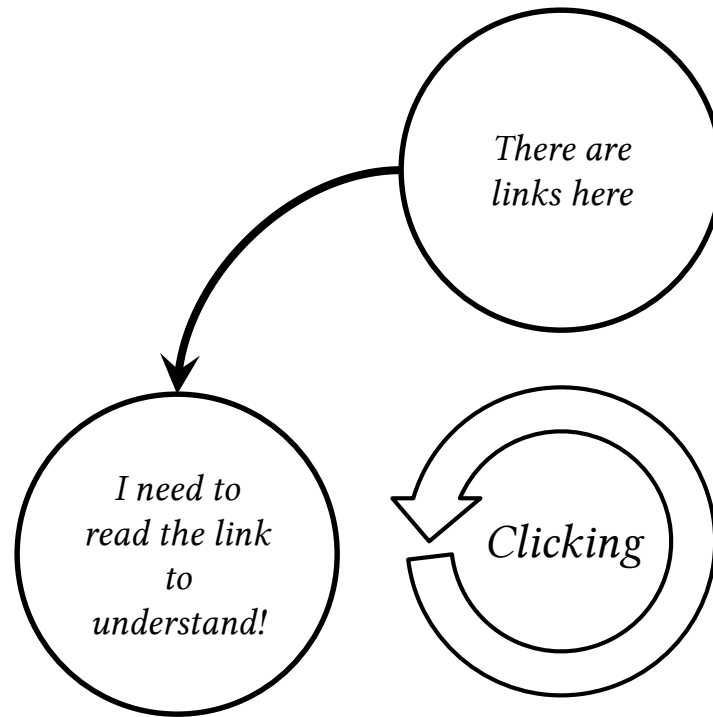 There are
links here
I need to
read the link
to
understand!
Clicking